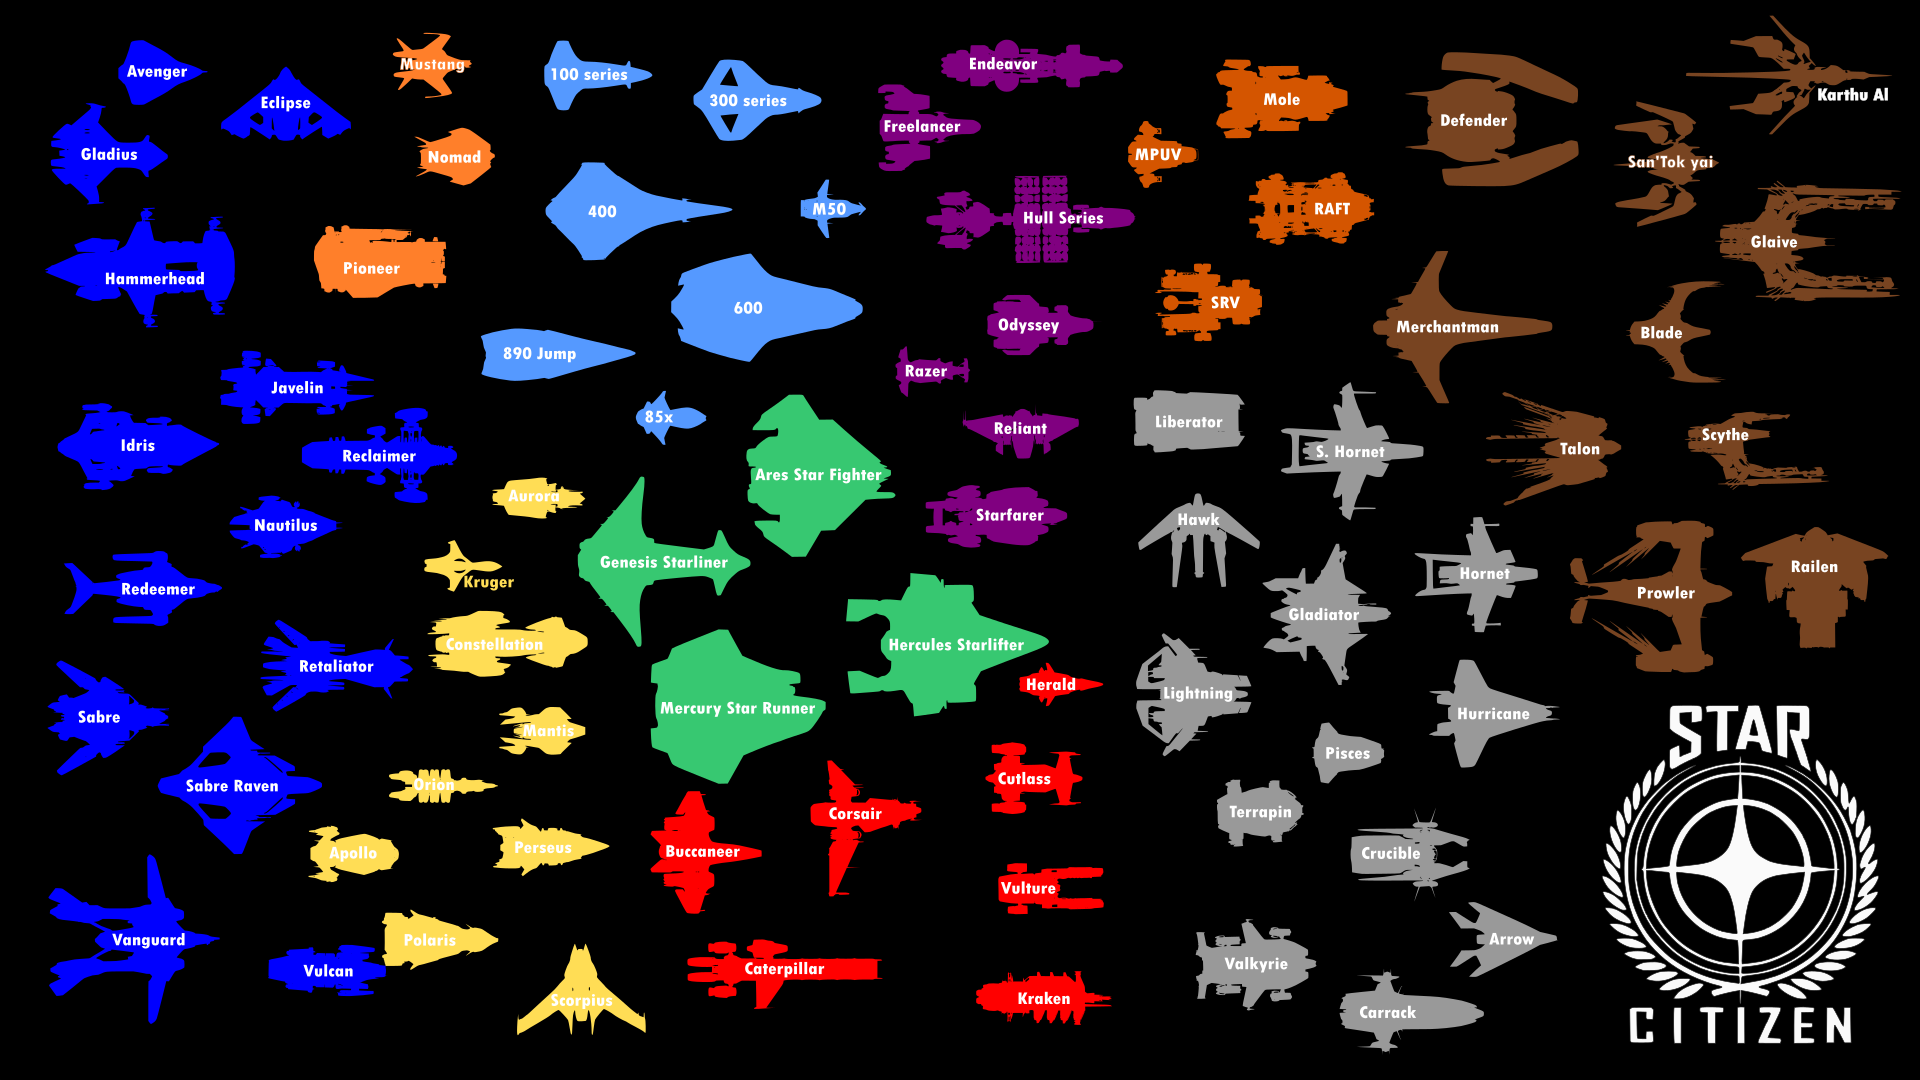 Avenger
Eclipse
Gladius
Hammerhead
Javelin
Idris
Reclaimer
Nautilus
Redeemer
Retaliator
Sabre
Sabre Raven
Vanguard
Vulcan
Mustang
Nomad
Pioneer
100 series
300 series
400
M50
600
890 Jump
85x
Aurora
Kruger
Constellation
Mantis
Orion
Apollo
Perseus
Polaris
Scorpius
Ares Star Fighter
Genesis Starliner
Hercules Starlifter
Mercury Star Runner
Herald
Cutlass
Corsair
Buccaneer
Vulture
Caterpillar
Kraken
Endeavor
Freelancer
Hull Series
Odyssey
Razer
Reliant
Starfarer
Mole
MPUV
RAFT
SRV
Liberator
S. Hornet
Hawk
Hornet
Gladiator
Lightning
Hurricane
Pisces
Terrapin
Crucible
Arrow
Valkyrie
Carrack
Defender
Karthu Al
San'Tok yai
Glaive
Merchantman
Blade
Talon
Scythe
Prowler
Railen
STAR
CITIZEN